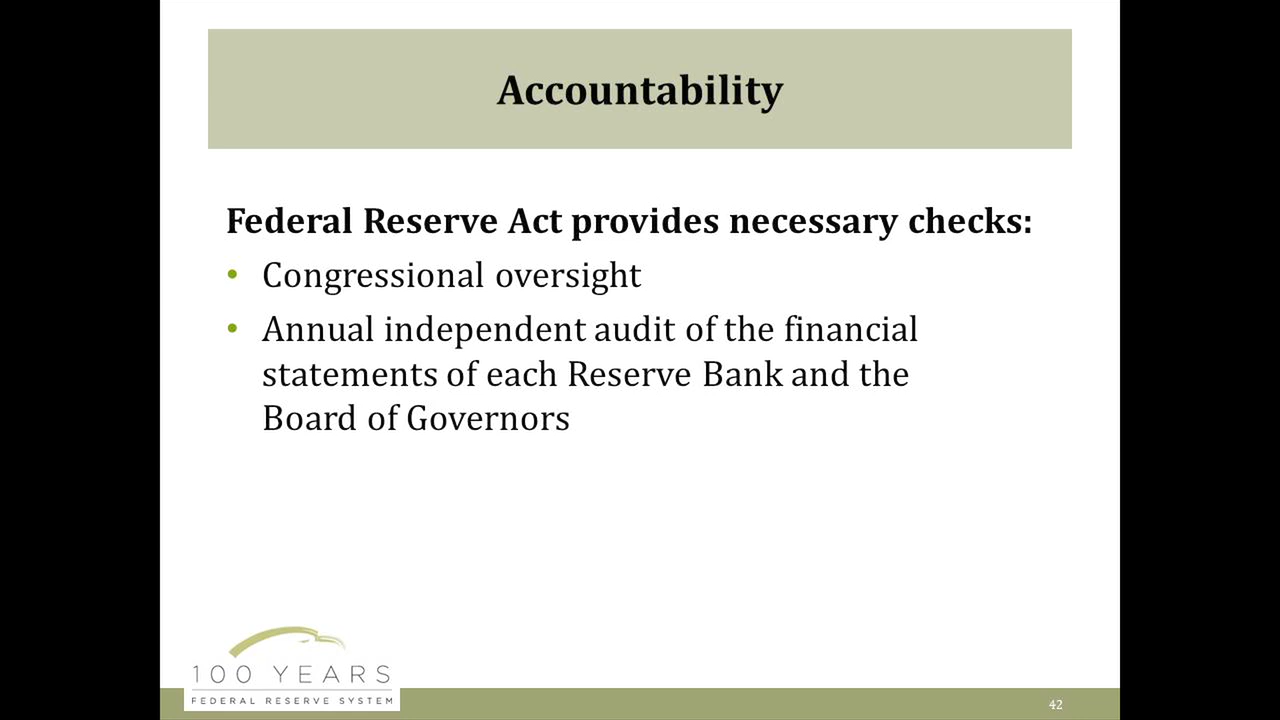 Accountability
Federal Reserve Act provides necessary checks:
• Congressional oversight
• Annual independent audit of the financial
statements of each Reserve Bank and the
Board of Governors
100 YEARS
FEDERAL RESERVE SYSTEM
42